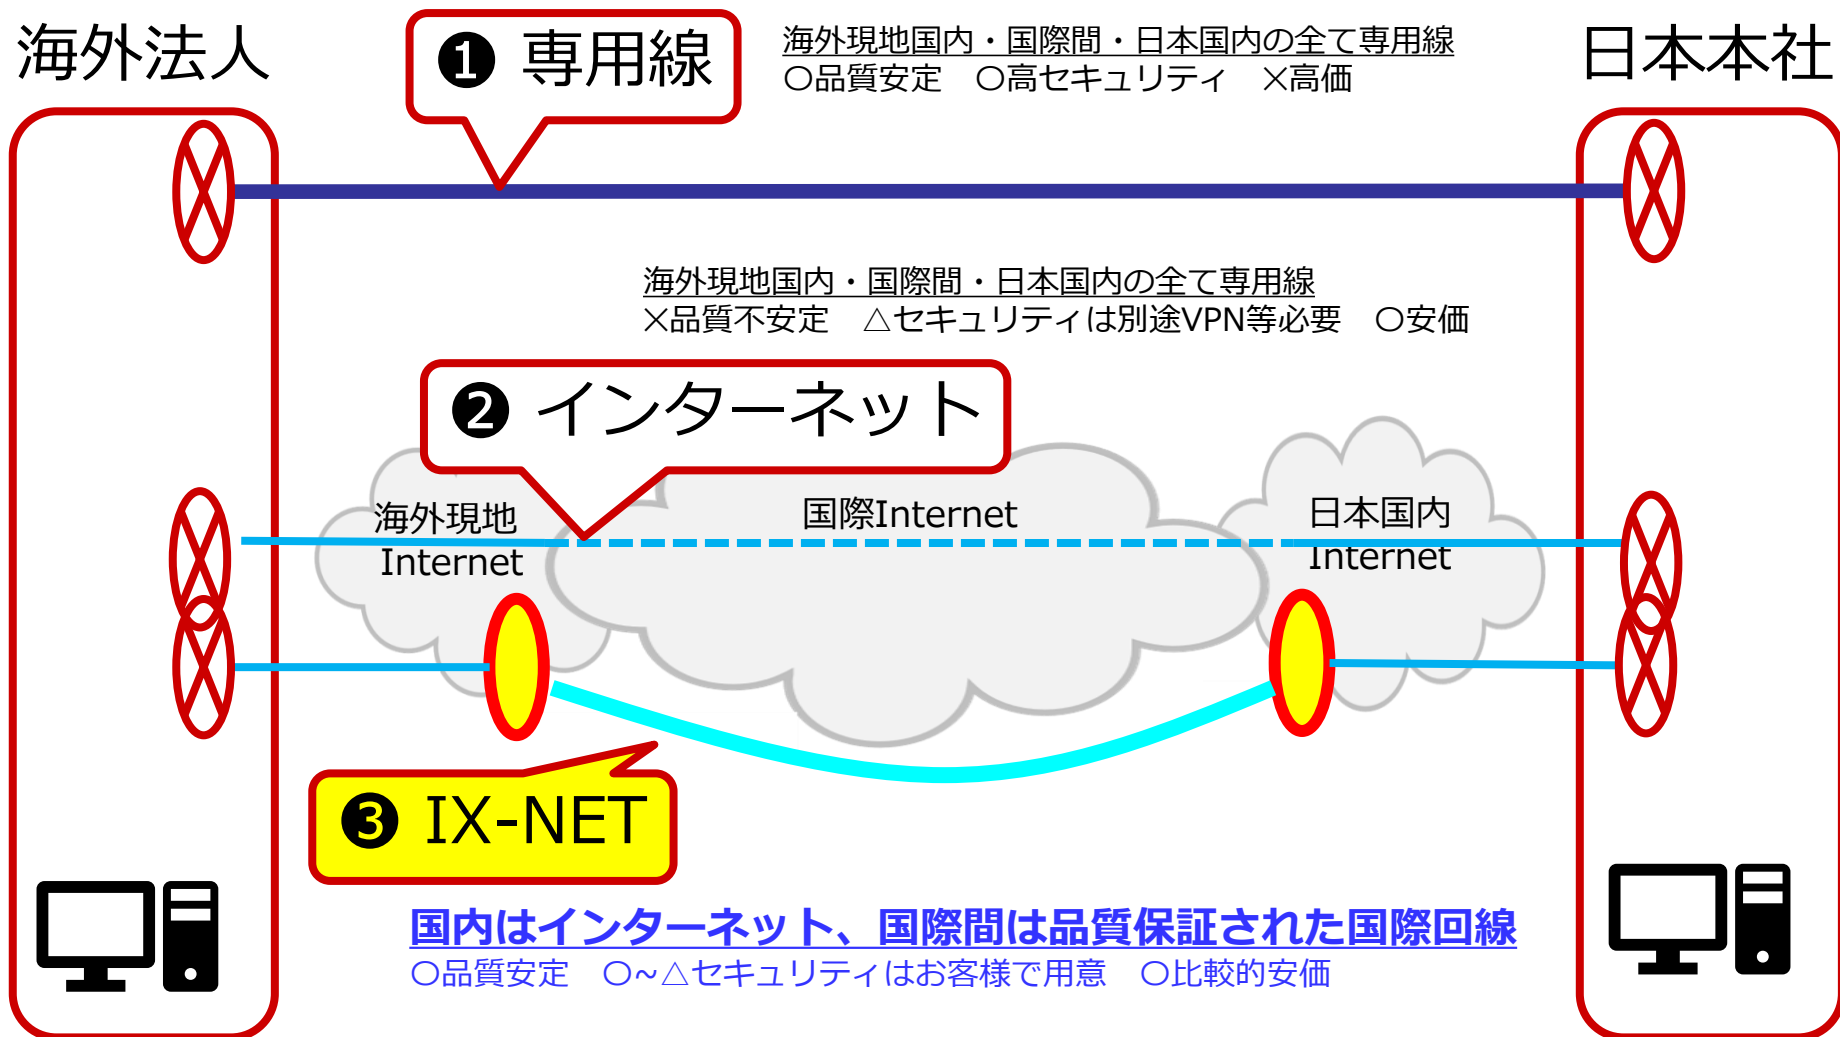 海外法人
❶ 専用線
海外現地国内・国際間・日本国内の全て専用線
〇品質安定　〇高セキュリティ　×高価
日本本社
海外現地国内・国際間・日本国内の全て専用線
×品質不安定　△セキュリティは別途VPN等必要　〇安価
❷ インターネット
海外現地
Internet
国際Internet
日本国内
Internet
❸ IX-NET
国内はインターネット、国際間は品質保証された国際回線
〇品質安定　〇~△セキュリティはお客様で用意　〇比較的安価